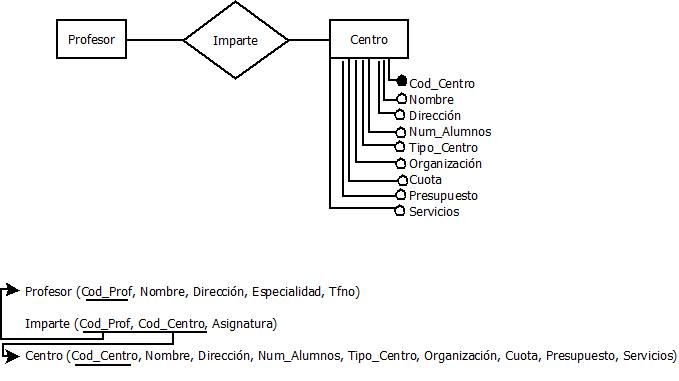 Profesor
Imparte
Centro
Cod_Centro
Nombre
Dirección
Num_Alumnos
Tipo_Centro
Organización
Cuota
Presupuesto
Servicios
Profesor (Cod_Prof, Nombre, Dirección, Especialidad, Tfno)
Imparte (Cod_Prof, Cod_Centro, Asignatura)
Centro (Cod_Centro, Nombre, Dirección, Num_Alumnos, Tipo_Centro, Organización, Cuota, Presupuesto, Servicios)